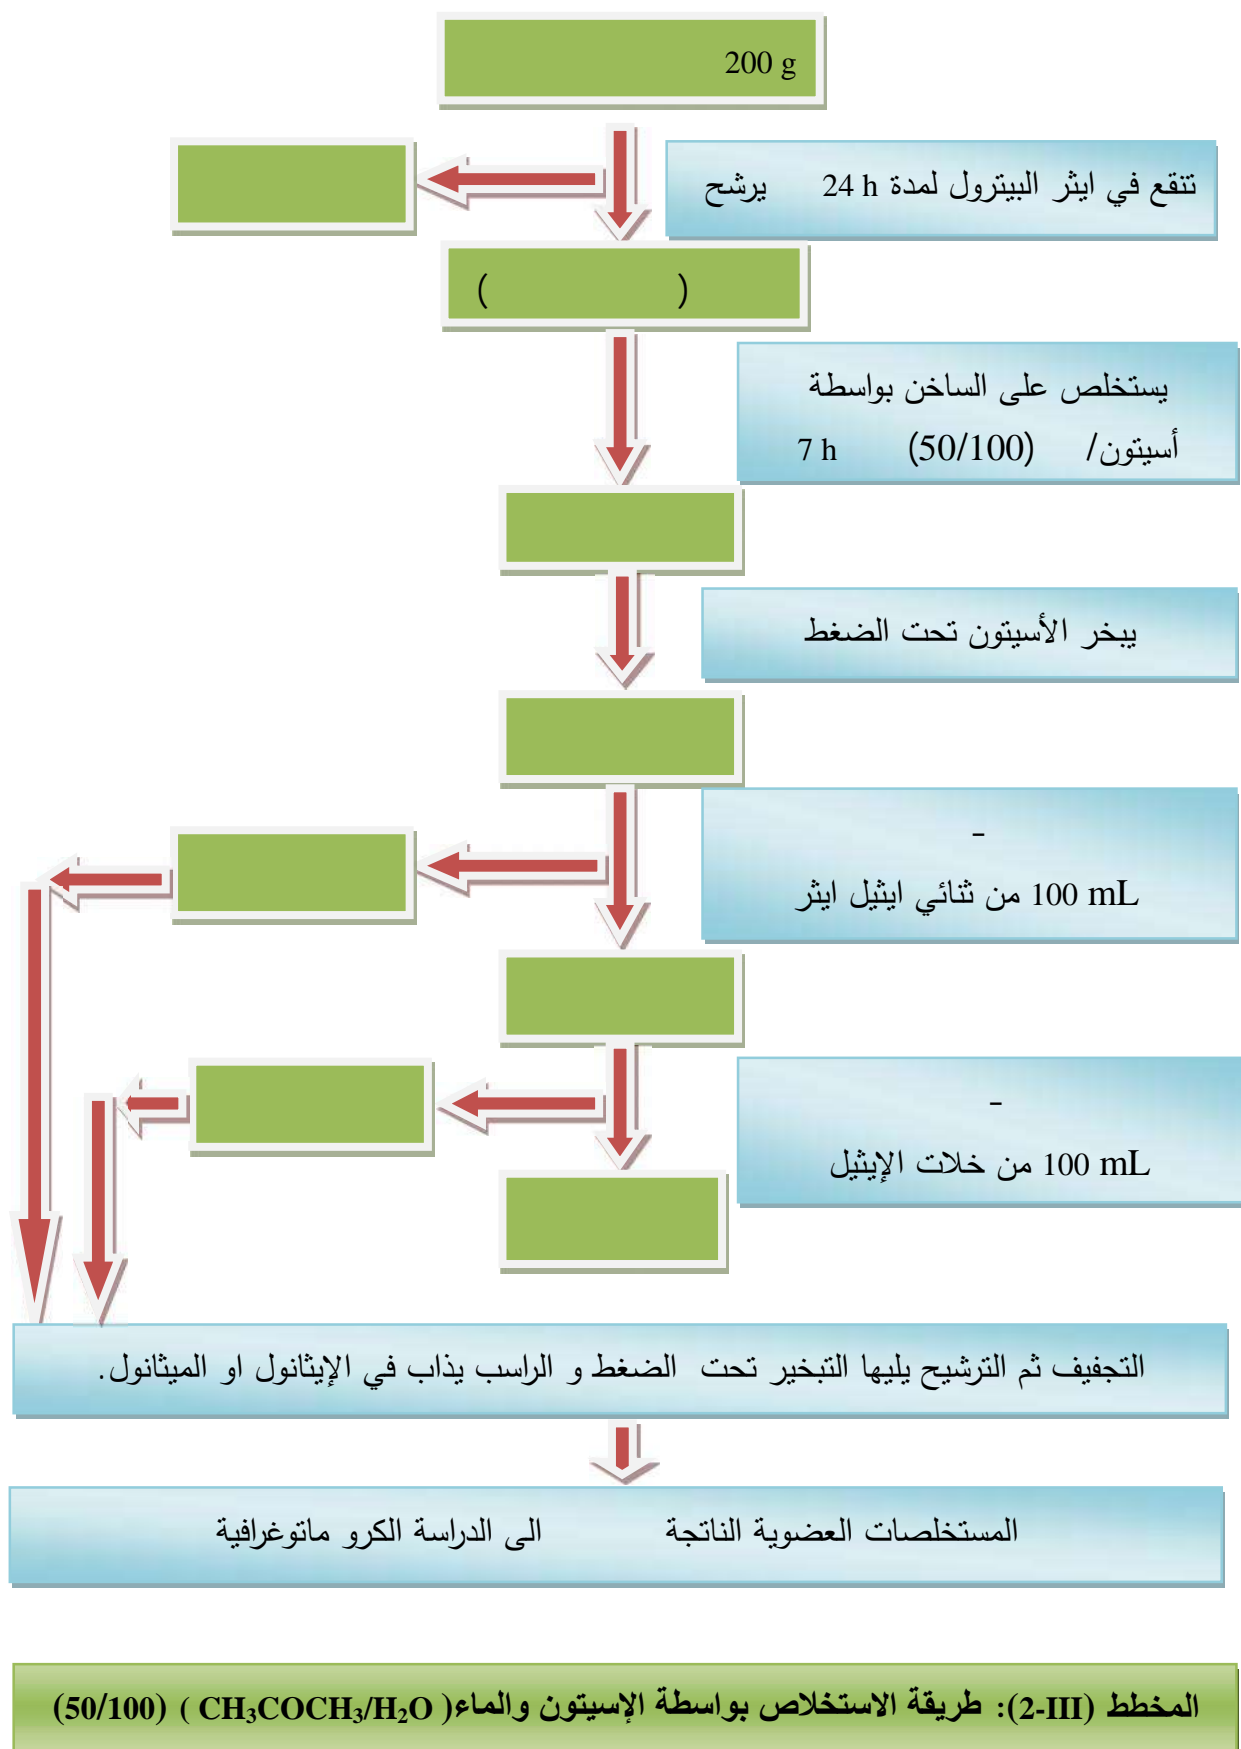 200 g
تنقع في ايثر البيترول لمدة 24 h يرشح
( )
يستخلص على الساخن بواسطة
أسيتون/ (50/100) 7 h
يبخر الأسيتون تحت الضغط
-
100 mL من ثنائي ايثيل ايثر
-
100 mL من خلات الإيثيل
التجفيف ثم الترشيح يليها التبخير تحت الضغط و الراسب يذاب في الإيثانول او الميثانول.
المستخلصات العضوية الناتجة الى الدراسة الكرو ماتوغرافية
المخطط (2-III): طريقة الاستخلاص بواسطة الإسيتون والماء( CH₃COCH₃/H₂O ) (50/100)